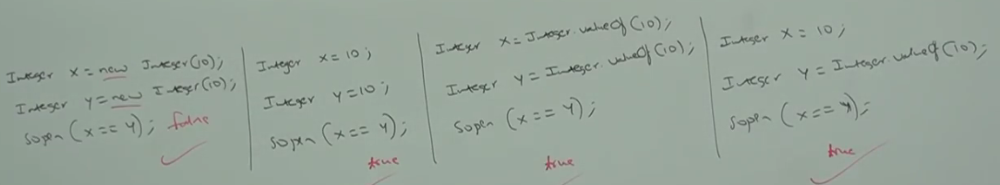 Integer x = new Integer(10);
Integer y = new Integer(10);
Sopln (x == y); false
Integer x = 10;
Integer y = 10;
Sopln (x == y);
true
Integer x = Integer.valueOf(10);
Integer y = Integer.valueOf(10);
Sopln (x == y);
true
Integer x = 10;
Integer y = Integer.valueOf(10);
Sopln (x == y);
true